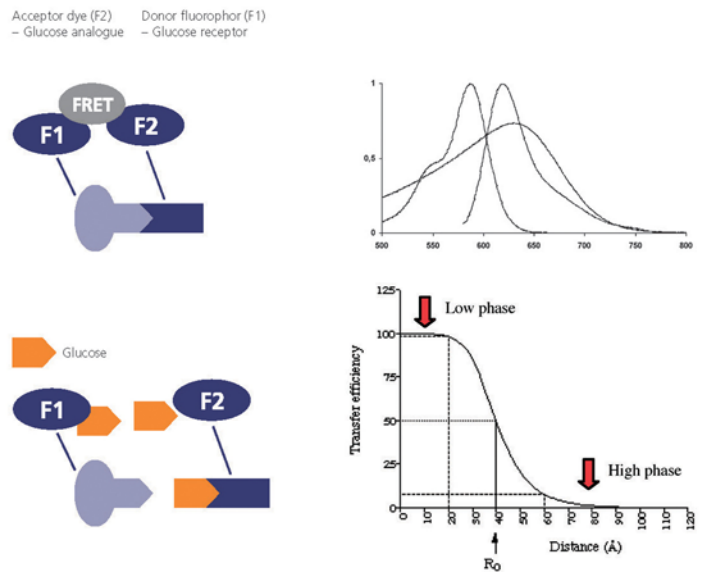 Acceptor dye (F2)
– Glucose analogue
Donor fluorophor (F1)
– Glucose receptor
FRET
F1
F2
1
0,5
0
500
550
600
650
700
750
800
Glucose
F1
F2
125
100
75
50
25
0
Transfer efficiency
Low phase
High phase
0
10
20
30
40
50
60
70
80
90
100
110
120
Distance (Å)
R0